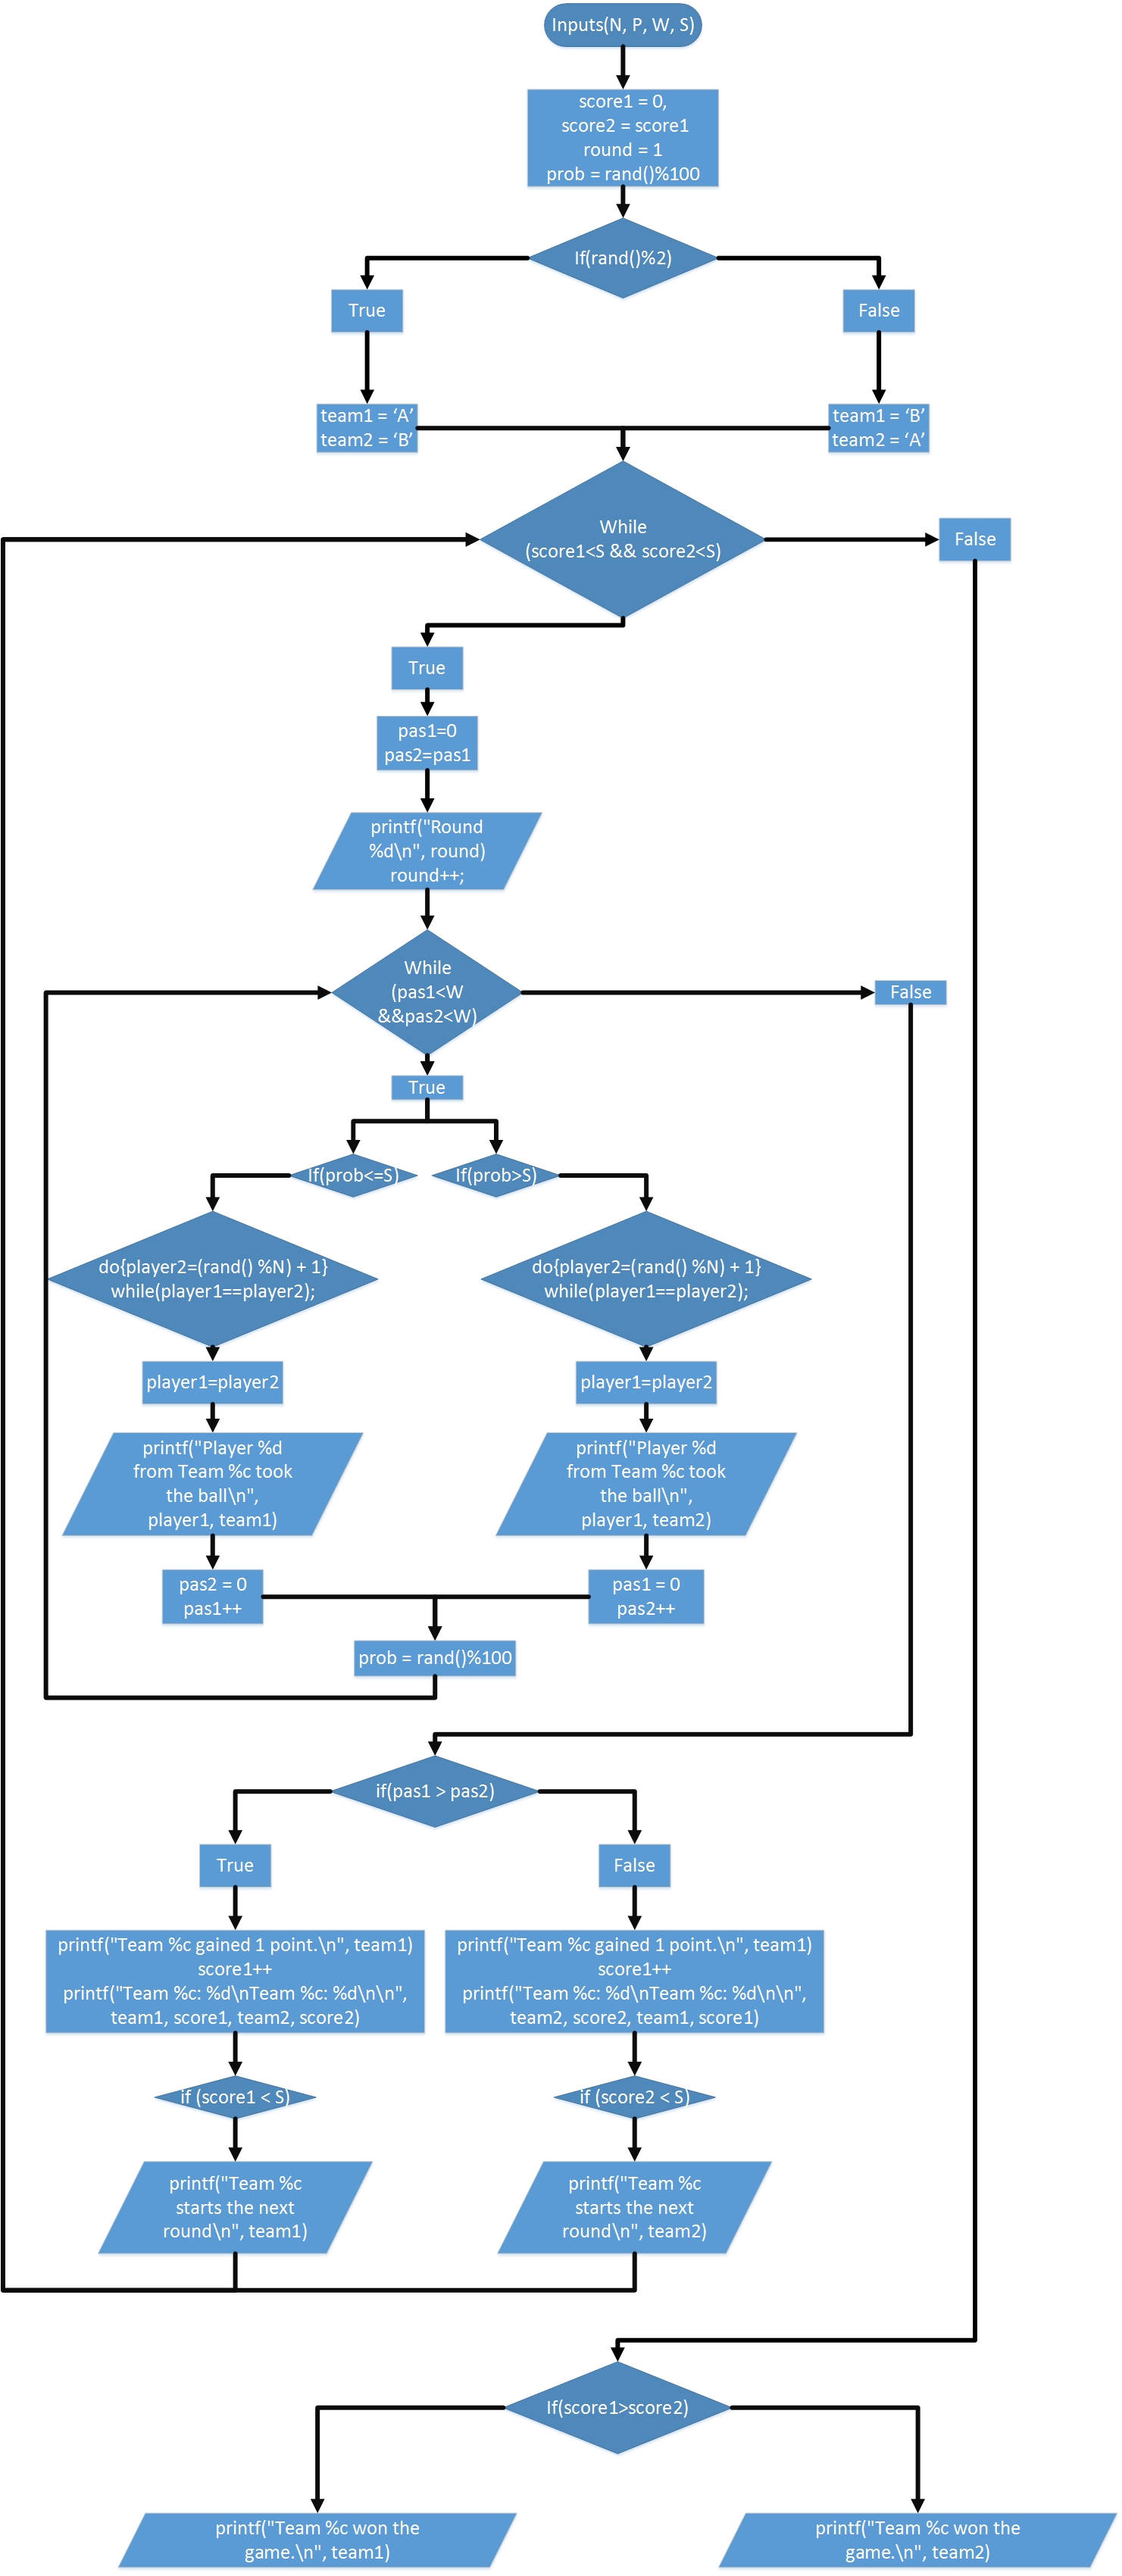 Inputs(N, P, W, S)
score1 = 0,
score2 = score1
round = 1
prob = rand()%100
If(rand()%2)
True
False
team1 = ‘A’
team2 = ‘B’
team1 = ‘B’
team2 = ‘A’
While
(score1<S && score2<S)
False
True
pas1=0
pas2=pas1
printf("Round
%d\n", round)
round++;
While
(pas1<W
&&pas2<W)
False
True
If(prob<=S)
If(prob>S)
do{player2=(rand() %N) + 1}
while(player1==player2);
do{player2=(rand() %N) + 1}
while(player1==player2);
player1=player2
player1=player2
printf("Player %d
from Team %c took
the ball\n",
player1, team1)
printf("Player %d
from Team %c took
the ball\n",
player1, team2)
pas2 = 0
pas1++
pas1 = 0
pas2++
prob = rand()%100
if(pas1 > pas2)
True
False
printf("Team %c gained 1 point.\n", team1)
score1++
printf("Team %c: %d\nTeam %c: %d\n\n",
team1, score1, team2, score2)
printf("Team %c gained 1 point.\n", team1)
score1++
printf("Team %c: %d\nTeam %c: %d\n\n",
team2, score2, team1, score1)
if (score1 < S)
if (score2 < S)
printf("Team %c
starts the next
round\n", team1)
printf("Team %c
starts the next
round\n", team2)
If(score1>score2)
printf("Team %c won the
game.\n", team1)
printf("Team %c won the
game.\n", team2)